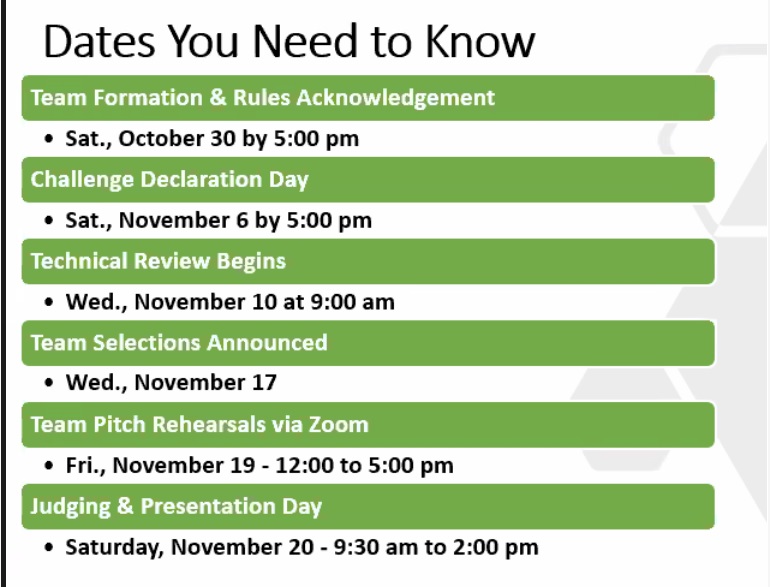 Dates You Need to Know
Team Formation & Rules Acknowledgement
• Sat., October 30 by 5:00 pm
Challenge Declaration Day
• Sat., November 6 by 5:00 pm
Technical Review Begins
• Wed., November 10 at 9:00 am
Team Selections Announced
• Wed., November 17
Team Pitch Rehearsals via Zoom
• Fri., November 19 - 12:00 to 5:00 pm
Judging & Presentation Day
• Saturday, November 20 - 9:30 am to 2:00 pm